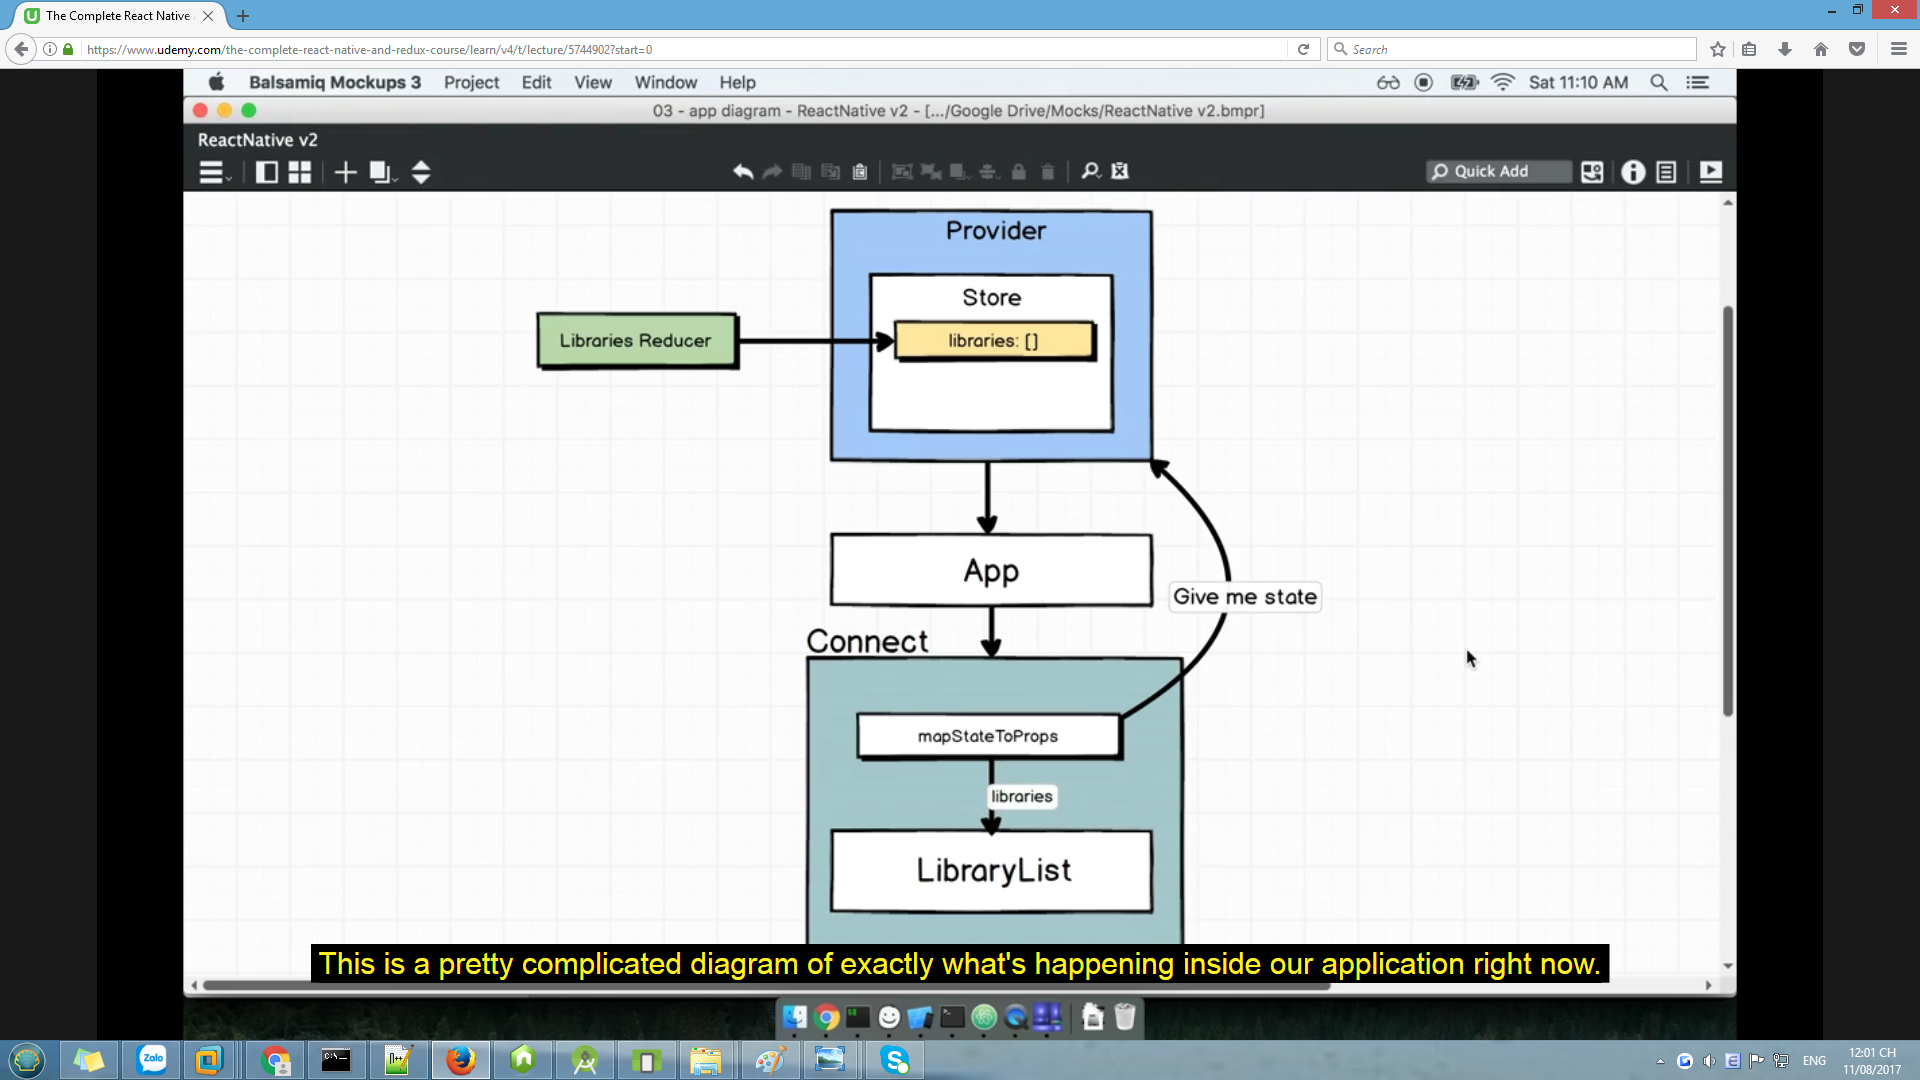 The Complete React Native
https://www.udemy.com/the-complete-react-native-and-redux-course/learn/v4/t/lecture/5744902?start=0
Search
Balsamiq Mockups 3 Project Edit View Window Help
Sat 11:10 AM
03 - app diagram - ReactNative v2 - [.../Google Drive/Mocks/ReactNative v2.bmpr]
ReactNative v2
Quick Add
Provider
Store
Libraries Reducer
libraries: []
App
Give me state
Connect
mapStateToProps
libraries
LibraryList
This is a pretty complicated diagram of exactly what's happening inside our application right now.
Zalo
ENG
12:01 CH
11/08/2017